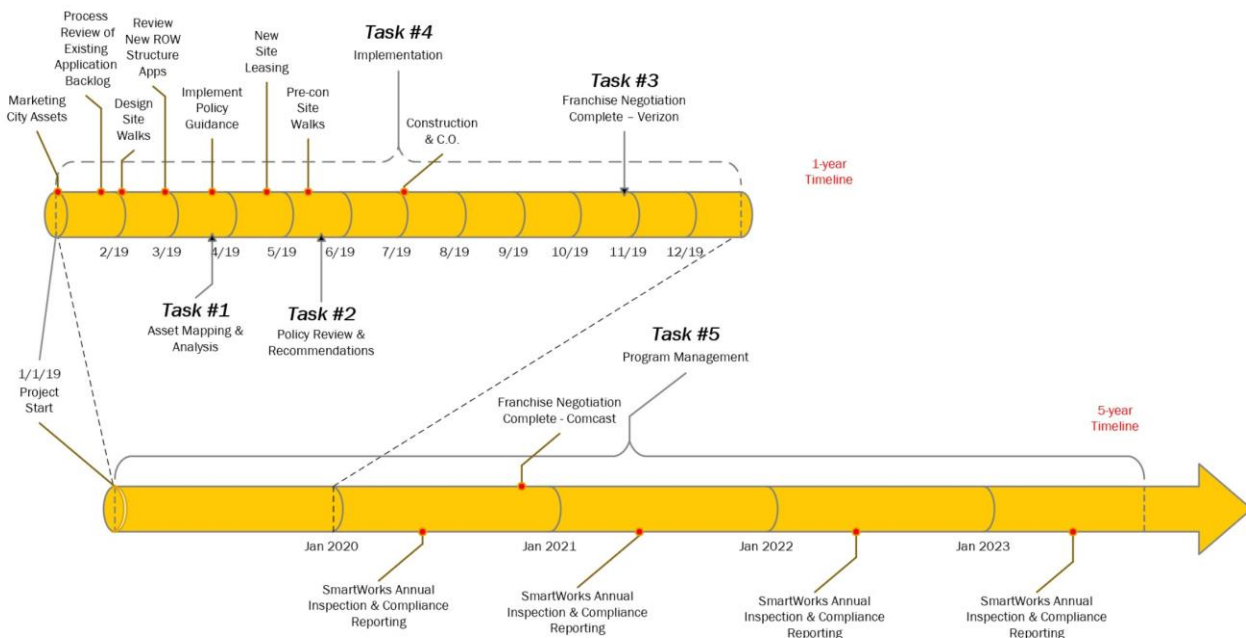 Process
Review of
Existing
Application
Backlog
Review
New ROW
Structure
Apps
New
Site
Leasing
Task #4
Implementation
Task #3
Franchise Negotiation
Complete – Verizon
Marketing
City Assets
Design
Site
Walks
Implement
Policy
Guidance
Pre-con
Site
Walks
Construction
& C.O.
1-year
Timeline
2/19
3/19
4/19
5/19
6/19
7/19
8/19
9/19
10/19
11/19
12/19
Task #1
Asset Mapping &
Analysis
Task #2
Policy Review &
Recommendations
Task #5
Program Management
1/1/19
Project
Start
Franchise Negotiation
Complete - Comcast
5-year
Timeline
Jan 2020
Jan 2021
Jan 2022
Jan 2023
SmartWorks Annual
Inspection & Compliance
Reporting
SmartWorks Annual
Inspection & Compliance
Reporting
SmartWorks Annual
Inspection & Compliance
Reporting
SmartWorks Annual
Inspection & Compliance
Reporting